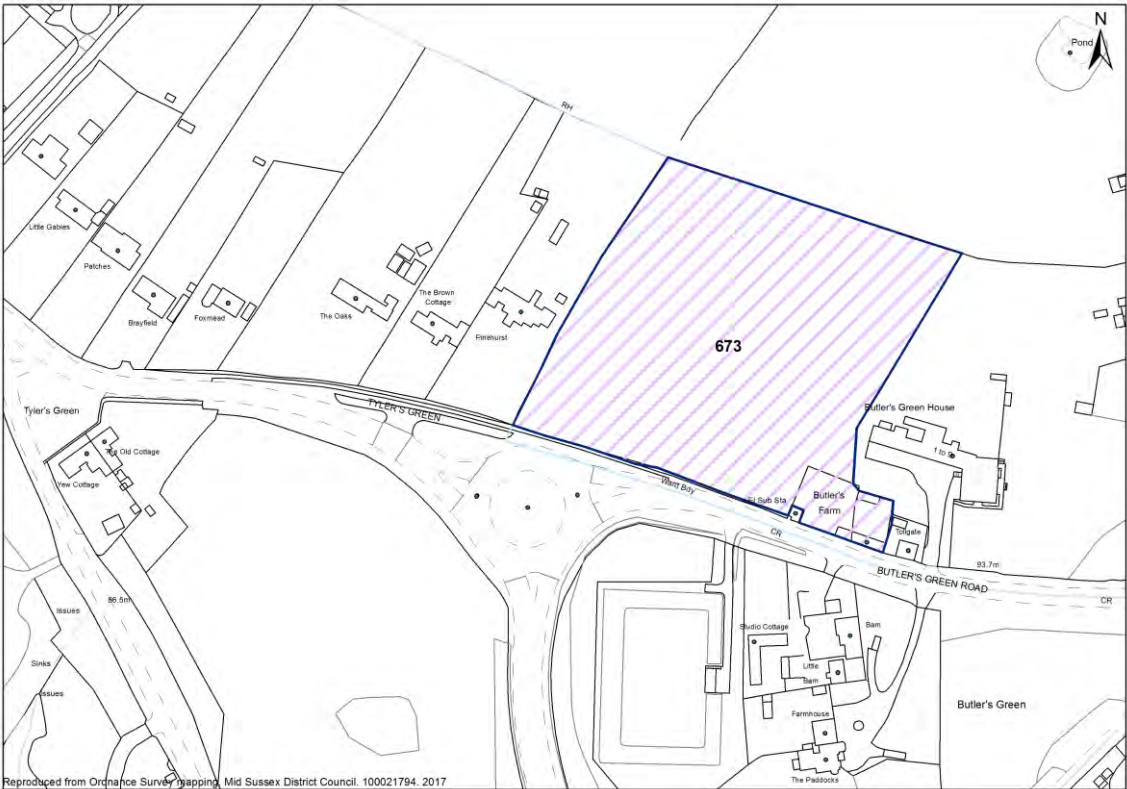 N
Pond
RH
Little Gables
Patches
Brayfield
Foxmead
The Oaks
The Brown
Cottage
Pinehurst
673
Tyler's Green
TYLER'S GREEN
The Old Cottage
Yew Cottage
Butler's Green House
1 to 9
Ward Bdy
El Sub Sta
Butler's
Farm
Tollgate
CR
93.7m
BUTLER'S GREEN ROAD
CR
86.5m
Issues
Sinks
Issues
Studio Cottage
Barn
Little
Barn
Farmhouse
Butler's Green
The Paddocks
Reproduced from Ordnance Survey mapping, Mid Sussex District Council. 100021794. 2017